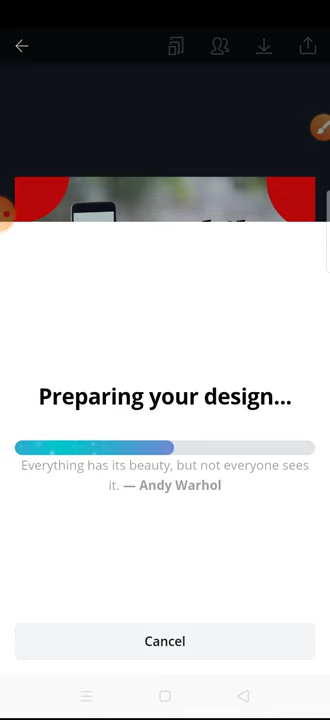 Preparing your design...
Everything has its beauty, but not everyone sees
it. — Andy Warhol
Cancel